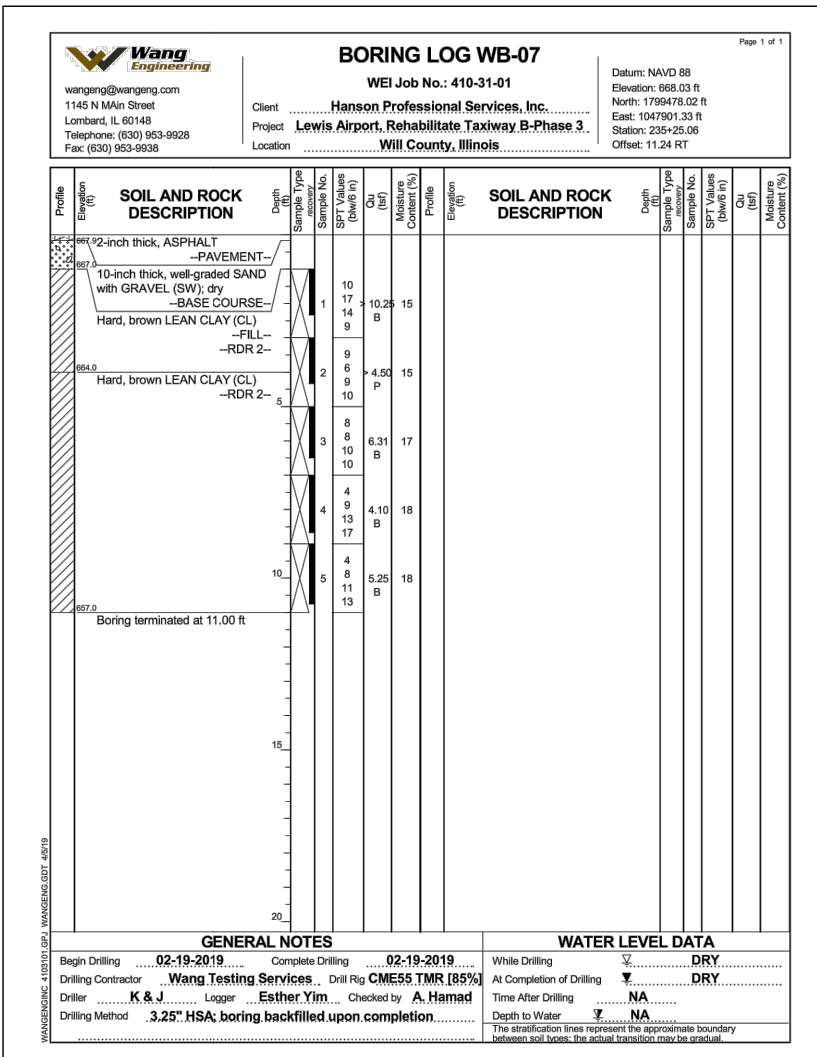 Page 1 of 1
Wang
Engineering
wangeng@wangeng.com
1145 N MAin Street
Lombard, IL 60148
Telephone: (630) 953-9928
Fax: (630) 953-9938
BORING LOG WB-07
WEI Job No.: 410-31-01
Client Hanson Professional Services, Inc.
Project Lewis Airport, Rehabilitate Taxiway B-Phase 3
Location Will County, Illinois
Datum: NAVD 88
Elevation: 668.03 ft
North: 1799478.02 ft
East: 1047901.33 ft
Station: 235+25.06
Offset: 11.24 RT
Profile
Elevation (ft)
SOIL AND ROCK
DESCRIPTION
Depth (ft)
Sample Type
recovery
Sample No.
SPT Values
(blw/6 in)
Qu
(tsf)
Moisture
Content (%)
Profile
Elevation (ft)
SOIL AND ROCK
DESCRIPTION
Depth (ft)
Sample Type
recovery
Sample No.
SPT Values
(blw/6 in)
Qu
(tsf)
Moisture
Content (%)
667.9 2-inch thick, ASPHALT
--PAVEMENT--
667.0
10-inch thick, well-graded SAND
with GRAVEL (SW); dry
--BASE COURSE--
Hard, brown LEAN CLAY (CL)
--FILL--
--RDR 2--
664.0
Hard, brown LEAN CLAY (CL)
--RDR 2--
657.0
Boring terminated at 11.00 ft
5
10
15
20
1
10
17
14
9
> 10.25
B
15
2
9
6
9
10
> 4.50
P
15
3
8
8
10
10
6.31
B
17
4
4
9
13
17
4.10
B
18
5
4
8
11
13
5.25
B
18
WANGENGINC 4103101.GPJ WANGENG.GDT 4/5/19
GENERAL NOTES
Begin Drilling 02-19-2019 Complete Drilling 02-19-2019
Drilling Contractor Wang Testing Services Drill Rig CME55 TMR [85%]
Driller K & J Logger Esther Yim Checked by A. Hamad
Drilling Method 3.25" HSA; boring backfilled upon completion
WATER LEVEL DATA
While Drilling DRY
At Completion of Drilling DRY
Time After Drilling NA
Depth to Water NA
The stratification lines represent the approximate boundary
between soil types; the actual transition may be gradual.